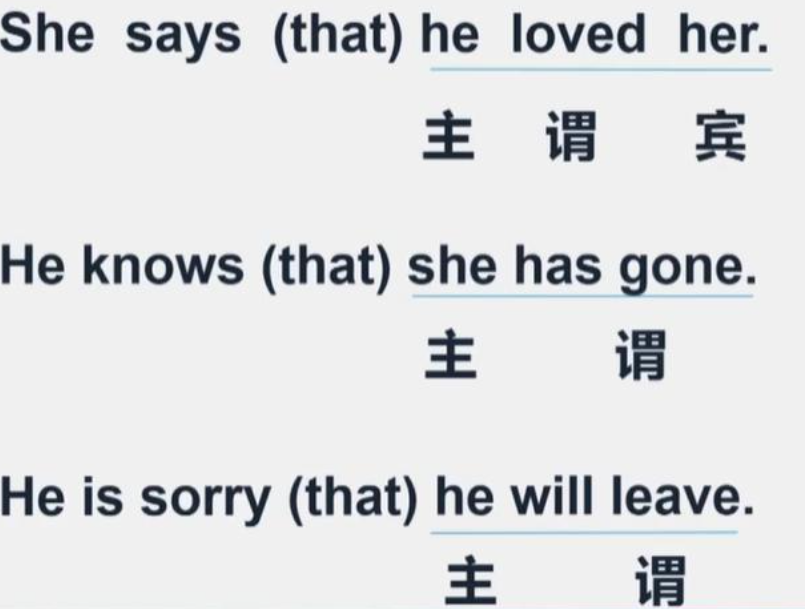 She says (that) he loved her.
主 谓 宾
He knows (that) she has gone.
主 谓
He is sorry (that) he will leave.
主 谓